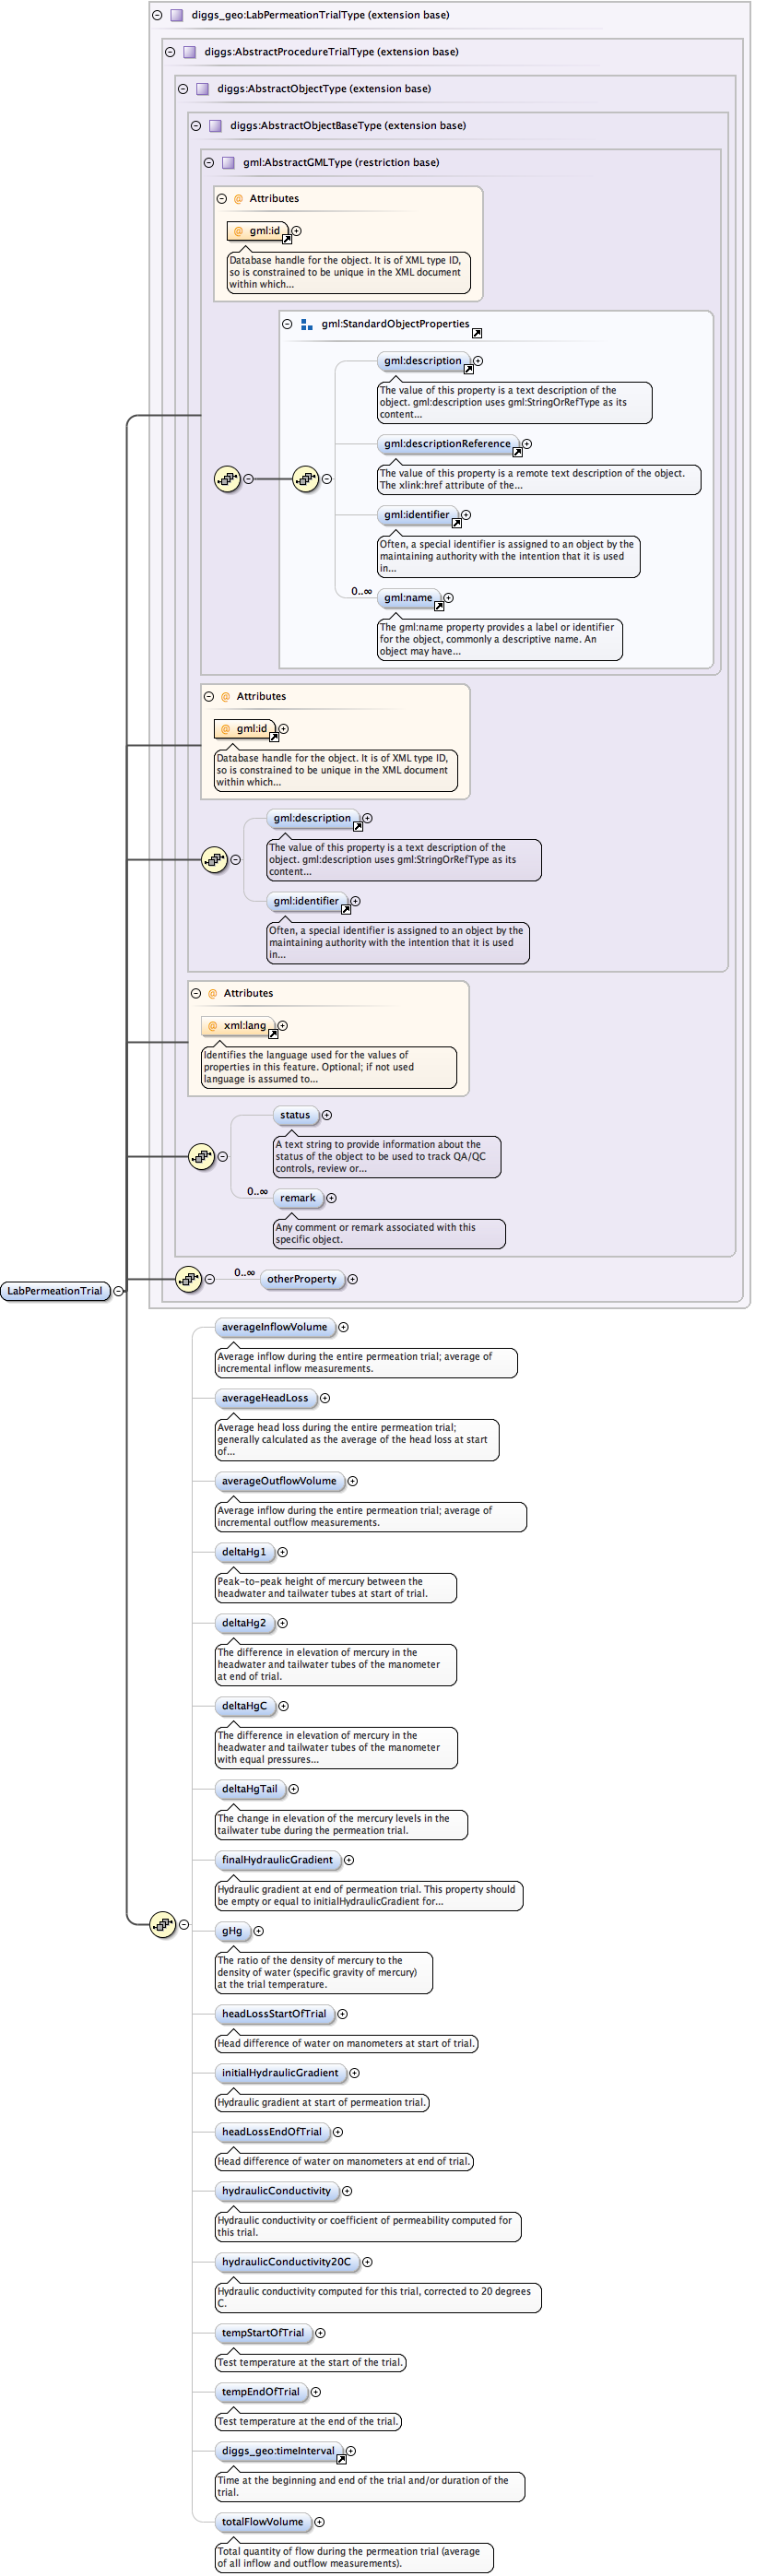 diggs_geo:LabPermeationTrialType (extension base)
diggs:AbstractProcedureTrialType (extension base)
diggs:AbstractObjectType (extension base)
diggs:AbstractObjectBaseType (extension base)
gml:AbstractGMLType (restriction base)
@ Attributes
@ gml:id
Database handle for the object. It is of XML type ID,
so is constrained to be unique in the XML document
within which...
gml:StandardObjectProperties
gml:description
The value of this property is a text description of the
object. gml:description uses gml:StringOrRefType as its
content...
gml:descriptionReference
The value of this property is a remote text description of the object.
The xlink:href attribute of the...
gml:identifier
Often, a special identifier is assigned to an object by the
maintaining authority with the intention that it is used
in...
0..∞
gml:name
The gml:name property provides a label or identifier
for the object, commonly a descriptive name. An
object may have...
@ Attributes
@ gml:id
Database handle for the object. It is of XML type ID,
so is constrained to be unique in the XML document
within which...
gml:description
The value of this property is a text description of the
object. gml:description uses gml:StringOrRefType as its
content...
gml:identifier
Often, a special identifier is assigned to an object by the
maintaining authority with the intention that it is used
in...
@ Attributes
@ xml:lang
Identifies the language used for the values of
properties in this feature. Optional; if not used
language is assumed to...
status
A text string to provide information about the
status of the object to be used to track QA/QC
controls, review or...
0..∞
remark
Any comment or remark associated with this
specific object.
0..∞
otherProperty
LabPermeationTrial
averageInflowVolume
Average inflow during the entire permeation trial; average of
incremental inflow measurements.
averageHeadLoss
Average head loss during the entire permeation trial;
generally calculated as the average of the head loss at start
of...
averageOutflowVolume
Average inflow during the entire permeation trial; average of
incremental outflow measurements.
deltaHg1
Peak-to-peak height of mercury between the
headwater and tailwater tubes at start of trial.
deltaHg2
The difference in elevation of mercury in the
headwater and tailwater tubes of the manometer
at end of trial.
deltaHgC
The difference in elevation of mercury in the
headwater and tailwater tubes of the manometer
with equal pressures...
deltaHgTail
The change in elevation of the mercury levels in the
tailwater tube during the permeation trial.
finalHydraulicGradient
Hydraulic gradient at end of permeation trial. This property should
be empty or equal to initialHydraulicGradient for...
gHg
The ratio of the density of mercury to the
density of water (specific gravity of mercury)
at the trial temperature.
headLossStartOfTrial
Head difference of water on manometers at start of trial.
initialHydraulicGradient
Hydraulic gradient at start of permeation trial.
headLossEndOfTrial
Head difference of water on manometers at end of trial.
hydraulicConductivity
Hydraulic conductivity or coefficient of permeability computed for
this trial.
hydraulicConductivity20C
Hydraulic conductivity computed for this trial, corrected to 20 degrees
C.
tempStartOfTrial
Test temperature at the start of the trial.
tempEndOfTrial
Test temperature at the end of the trial.
diggs_geo:timeInterval
Time at the beginning and end of the trial and/or duration of the
trial.
totalFlowVolume
Total quantity of flow during the permeation trial (average
of all inflow and outflow measurements).